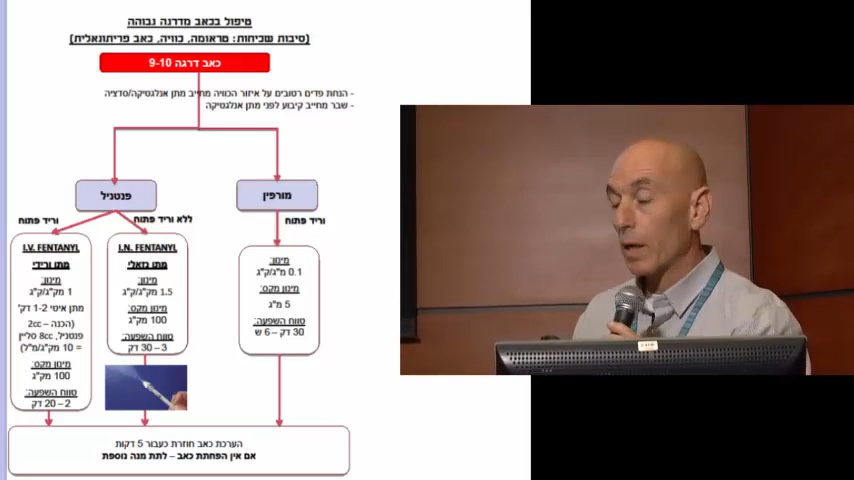 טיפול בכאב מדרגה גבוהה
(סיבות שכיחות: טראומה, כוויה, כאב פריתונאלית)
כאב דרגה 9-10
- הנחת פדים רטובים על איזור הכוויה מחייב מתן אנלגטיקה/סדציה
- שבר מחייב קיבוע לפני מתן אנלגטיקה
מורפין
וריד פתוח
מינון:
0.1 מ"ג/ק"ג
מינון מקס:
5 מ"ג
טווח השפעה:
30 דק – 6 ש
פנטניל
ללא וריד פתוח
I.N. FENTANYL
מתן נזאלי
מינון:
1.5 מק"ג/ק"ג
מינון מקס:
100 מק"ג
טווח השפעה:
3 – 30 דק
וריד פתוח
I.V. FENTANYL
מתן ורידי
מינון:
1 מק"ג/ק"ג
מתן איטי 1-2 דק'
(הכנה – 2cc
פנטניל, 8cc סליין
= 10 מק"ג/מ"ל)
מינון מקס:
100 מק"ג
טווח השפעה:
2 – 20 דק
הערכת כאב חוזרת כעבור 5 דקות
אם אין הפחתת כאב – לתת מנה נוספת